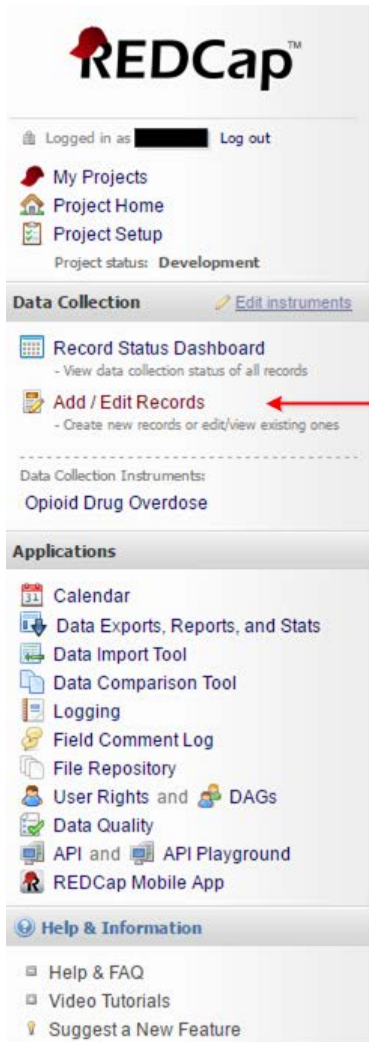 REDCap™
Logged in as Log out
My Projects
Project Home
Project Setup
Project status: Development
Data Collection Edit instruments
Record Status Dashboard
- View data collection status of all records
Add / Edit Records
- Create new records or edit/view existing ones
Data Collection Instruments:
Opioid Drug Overdose
Applications
31 Calendar
Data Exports, Reports, and Stats
Data Import Tool
Data Comparison Tool
Logging
Field Comment Log
File Repository
User Rights and DAGs
Data Quality
API and API Playground
REDCap Mobile App
Help & Information
Help & FAQ
Video Tutorials
Suggest a New Feature